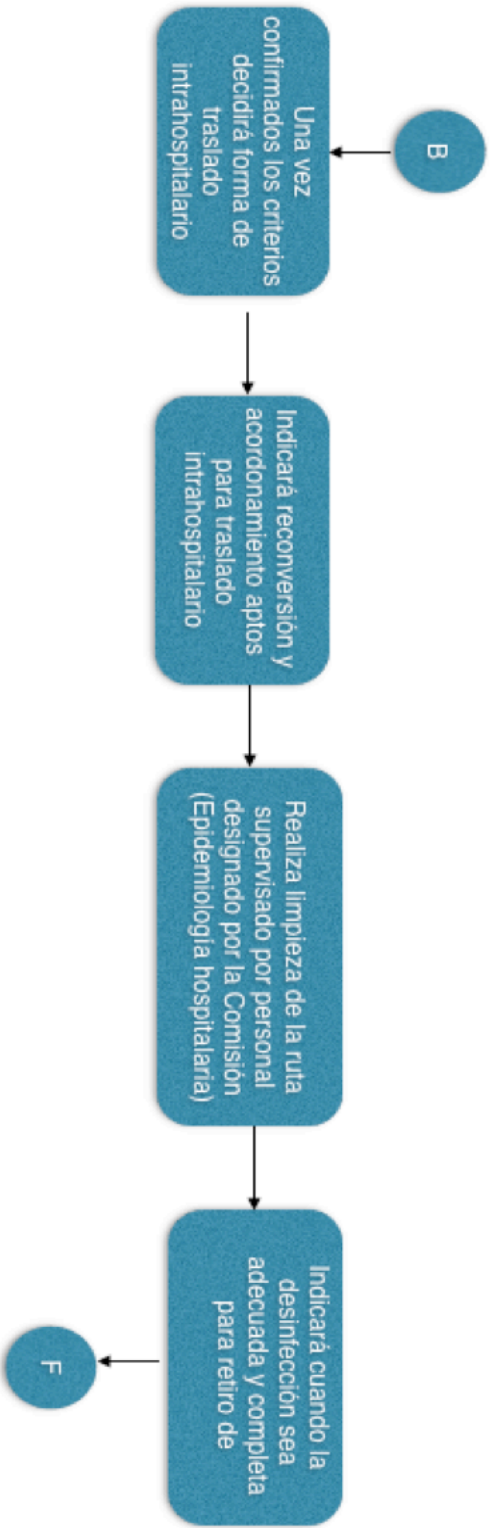 B
Una vez
confirmados los criterios
decidirá forma de
traslado
intrahospitalario
Indicará reconversión y
acordonamiento aptos
para traslado
intrahospitalario
Realiza limpieza de la ruta
supervisado por personal
designado por la Comisión
(Epidemiología hospitalaria)
Indicará cuando la
desinfección sea
adecuada y completa
para retiro de
F